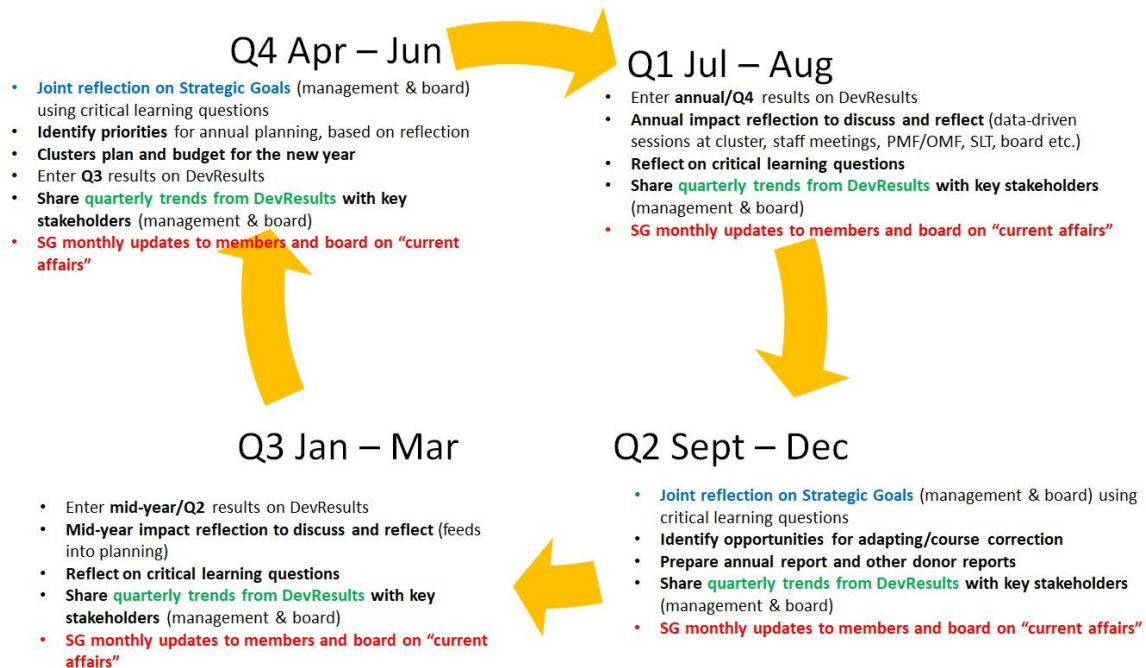 Q4 Apr – Jun
• Joint reflection on Strategic Goals (management & board)
using critical learning questions
• Identify priorities for annual planning, based on reflection
• Clusters plan and budget for the new year
• Enter Q3 results on DevResults
• Share quarterly trends from DevResults with key
stakeholders (management & board)
• SG monthly updates to members and board on “current
affairs”
Q1 Jul – Aug
• Enter annual/Q4 results on DevResults
• Annual impact reflection to discuss and reflect (data-driven
sessions at cluster, staff meetings, PMF/OMF, SLT, board etc.)
• Reflect on critical learning questions
• Share quarterly trends from DevResults with key stakeholders
(management & board)
• SG monthly updates to members and board on “current affairs”
Q3 Jan – Mar
• Enter mid-year/Q2 results on DevResults
• Mid-year impact reflection to discuss and reflect (feeds
into planning)
• Reflect on critical learning questions
• Share quarterly trends from DevResults with key
stakeholders (management & board)
• SG monthly updates to members and board on “current
affairs”
Q2 Sept – Dec
• Joint reflection on Strategic Goals (management & board) using
critical learning questions
• Identify opportunities for adapting/course correction
• Prepare annual report and other donor reports
• Share quarterly trends from DevResults with key stakeholders
(management & board)
• SG monthly updates to members and board on “current affairs”